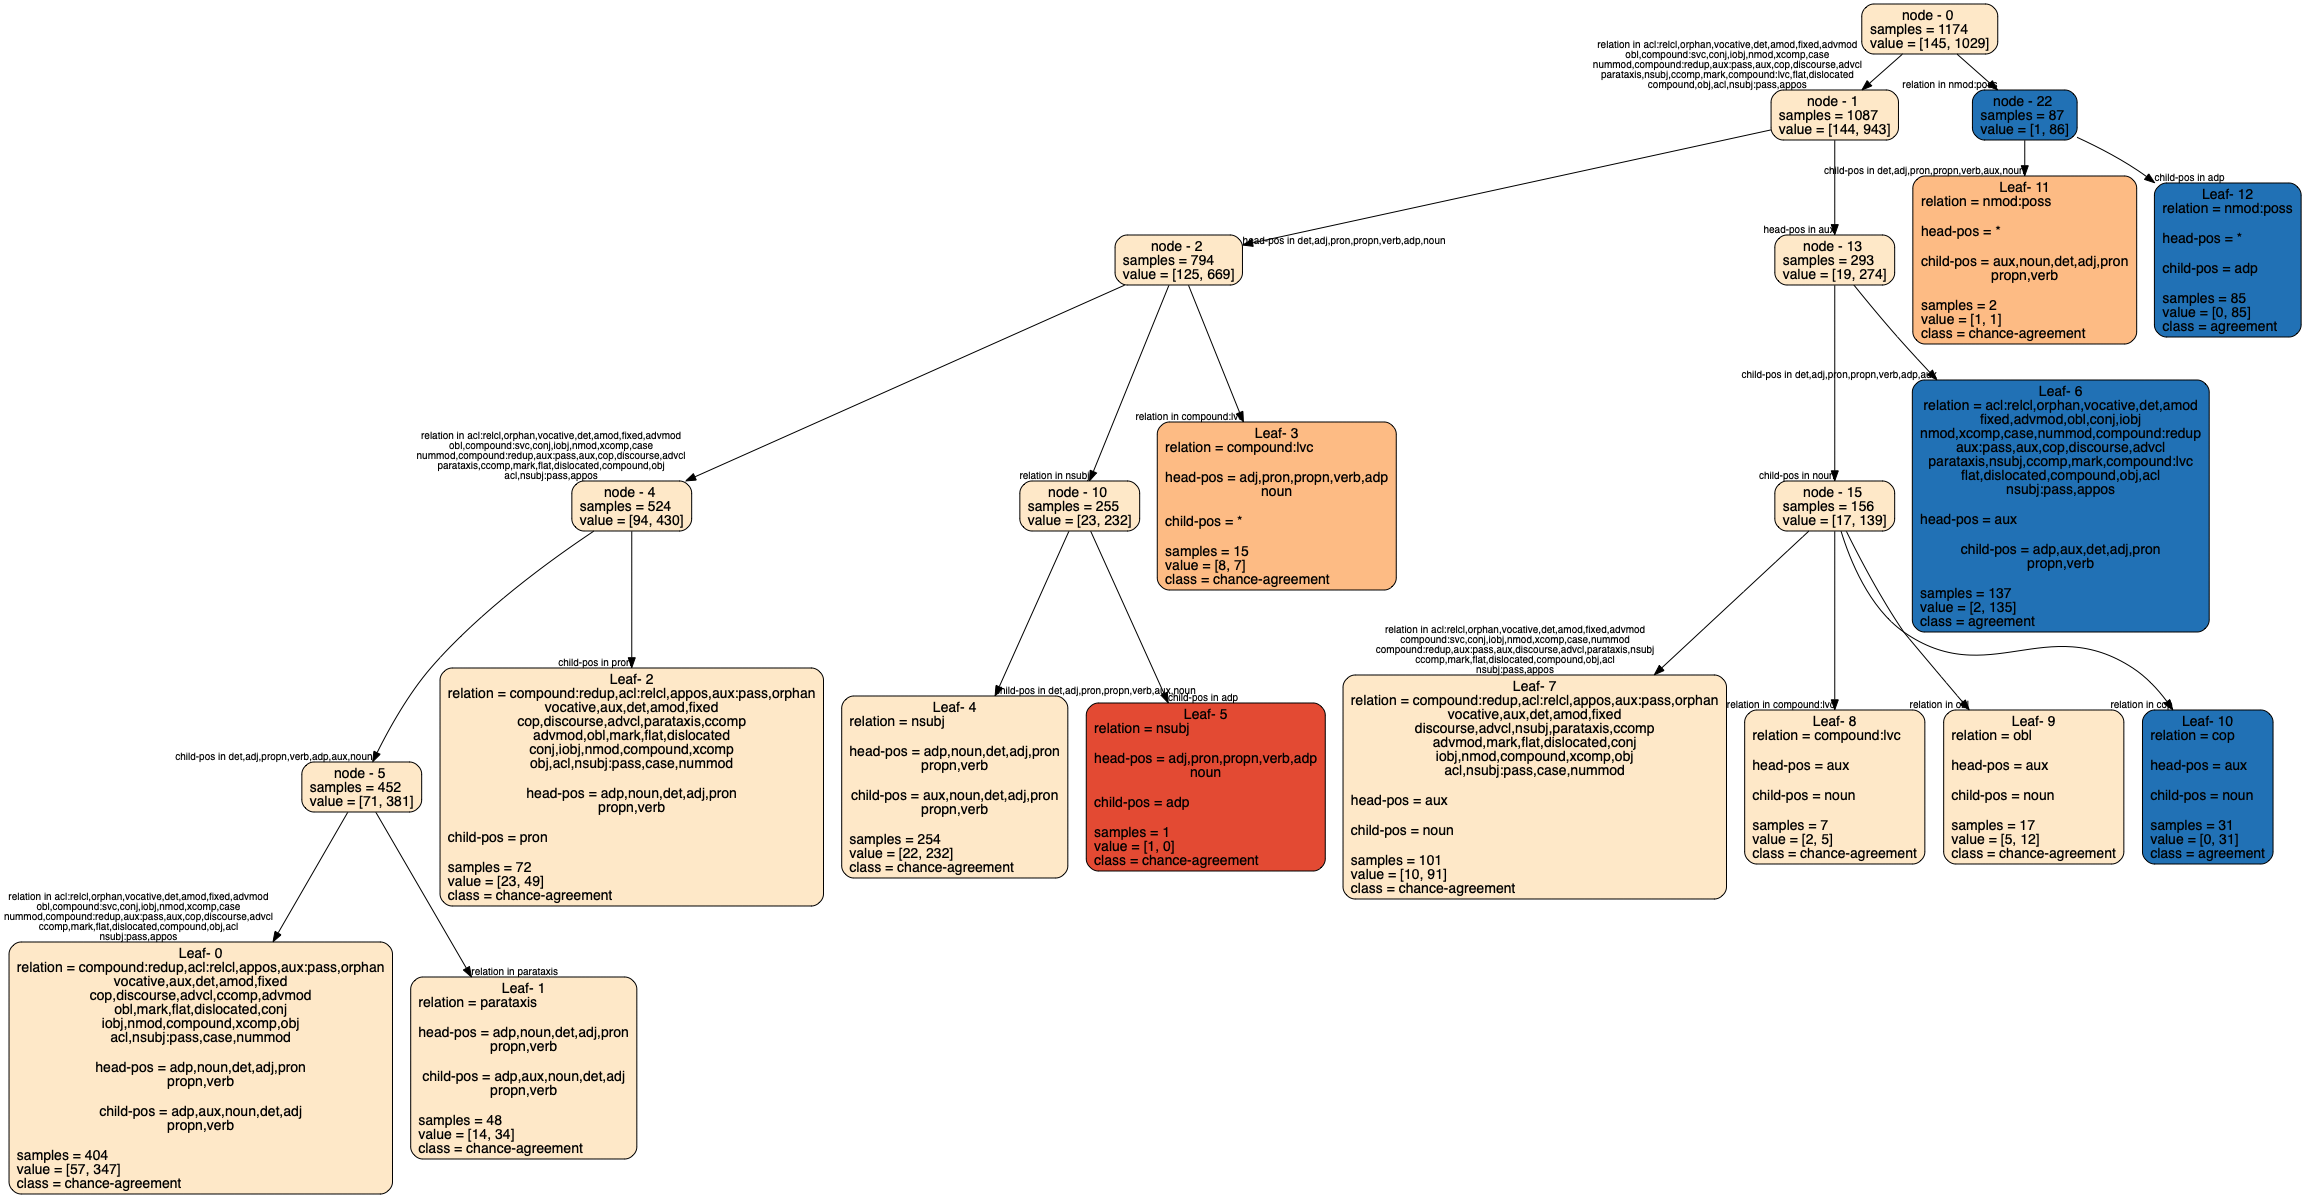 node - 0
samples = 1174
value = [145, 1029]
relation in acl:relcl,orphan,vocative,det,amod,fixed,advmod
obl,compound:svc,conj,iobj,nmod,xcomp,case
nummod,compound:redup,aux:pass,aux,cop,discourse,advcl
parataxis,nsubj,ccomp,mark,compound:lvc,flat,dislocated
compound,obj,acl,nsubj:pass,appos
relation in nmod:poss
node - 1
samples = 1087
value = [144, 943]
node - 22
samples = 87
value = [1, 86]
child-pos in det,adj,pron,propn,verb,aux,noun
child-pos in adp
Leaf- 11
relation = nmod:poss
head-pos = *
child-pos = aux,noun,det,adj,pron
propn,verb
samples = 2
value = [1, 1]
class = chance-agreement
Leaf- 12
relation = nmod:poss
head-pos = *
child-pos = adp
samples = 85
value = [0, 85]
class = agreement
head-pos in det,adj,pron,propn,verb,adp,noun
head-pos in aux
node - 2
samples = 794
value = [125, 669]
node - 13
samples = 293
value = [19, 274]
relation in acl:relcl,orphan,vocative,det,amod,fixed,advmod
obl,compound:svc,conj,iobj,nmod,xcomp,case
nummod,compound:redup,aux:pass,aux,cop,discourse,advcl
parataxis,ccomp,mark,flat,dislocated,compound,obj
acl,nsubj:pass,appos
relation in nsubj
relation in compound:lvc
child-pos in noun
child-pos in det,adj,pron,propn,verb,adp,aux
node - 4
samples = 524
value = [94, 430]
node - 10
samples = 255
value = [23, 232]
Leaf- 3
relation = compound:lvc
head-pos = adj,pron,propn,verb,adp
noun
child-pos = *
samples = 15
value = [8, 7]
class = chance-agreement
node - 15
samples = 156
value = [17, 139]
Leaf- 6
relation = acl:relcl,orphan,vocative,det,amod
fixed,advmod,obl,conj,iobj
nmod,xcomp,case,nummod,compound:redup
aux:pass,aux,cop,discourse,advcl
parataxis,nsubj,ccomp,mark,compound:lvc
flat,dislocated,compound,obj,acl
nsubj:pass,appos
head-pos = aux
child-pos = adp,aux,det,adj,pron
propn,verb
samples = 137
value = [2, 135]
class = agreement
child-pos in det,adj,propn,verb,adp,aux,noun
child-pos in pron
node - 5
samples = 452
value = [71, 381]
Leaf- 2
relation = compound:redup,acl:relcl,appos,aux:pass,orphan
vocative,aux,det,amod,fixed
cop,discourse,advcl,parataxis,ccomp
advmod,obl,mark,flat,dislocated
conj,iobj,nmod,compound,xcomp
obj,acl,nsubj:pass,case,nummod
head-pos = adp,noun,det,adj,pron
propn,verb
child-pos = pron
samples = 72
value = [23, 49]
class = chance-agreement
child-pos in det,adj,pron,propn,verb,aux,noun
child-pos in adp
Leaf- 4
relation = nsubj
head-pos = adp,noun,det,adj,pron
propn,verb
child-pos = aux,noun,det,adj,pron
propn,verb
samples = 254
value = [22, 232]
class = chance-agreement
Leaf- 5
relation = nsubj
head-pos = adj,pron,propn,verb,adp
noun
child-pos = adp
samples = 1
value = [1, 0]
class = chance-agreement
relation in acl:relcl,orphan,vocative,det,amod,fixed,advmod
compound:svc,conj,iobj,nmod,xcomp,case,nummod
compound:redup,aux:pass,aux,discourse,advcl,parataxis,nsubj
ccomp,mark,flat,dislocated,compound,obj,acl
nsubj:pass,appos
relation in compound:lvc
relation in obl
relation in cop
Leaf- 7
relation = compound:redup,acl:relcl,appos,aux:pass,orphan
vocative,aux,det,amod,fixed
discourse,advcl,nsubj,parataxis,ccomp
advmod,mark,flat,dislocated,conj
iobj,nmod,compound,xcomp,obj
acl,nsubj:pass,case,nummod
head-pos = aux
child-pos = noun
samples = 101
value = [10, 91]
class = chance-agreement
Leaf- 8
relation = compound:lvc
head-pos = aux
child-pos = noun
samples = 7
value = [2, 5]
class = chance-agreement
Leaf- 9
relation = obl
head-pos = aux
child-pos = noun
samples = 17
value = [5, 12]
class = chance-agreement
Leaf- 10
relation = cop
head-pos = aux
child-pos = noun
samples = 31
value = [0, 31]
class = agreement
relation in acl:relcl,orphan,vocative,det,amod,fixed,advmod
obl,compound:svc,conj,iobj,nmod,xcomp,case
nummod,compound:redup,aux:pass,aux,cop,discourse,advcl
ccomp,mark,flat,dislocated,compound,obj,acl
nsubj:pass,appos
relation in parataxis
Leaf- 0
relation = compound:redup,acl:relcl,appos,aux:pass,orphan
vocative,aux,det,amod,fixed
cop,discourse,advcl,ccomp,advmod
obl,mark,flat,dislocated,conj
iobj,nmod,compound,xcomp,obj
acl,nsubj:pass,case,nummod
head-pos = adp,noun,det,adj,pron
propn,verb
child-pos = adp,aux,noun,det,adj
propn,verb
samples = 404
value = [57, 347]
class = chance-agreement
Leaf- 1
relation = parataxis
head-pos = adp,noun,det,adj,pron
propn,verb
child-pos = adp,aux,noun,det,adj
propn,verb
samples = 48
value = [14, 34]
class = chance-agreement